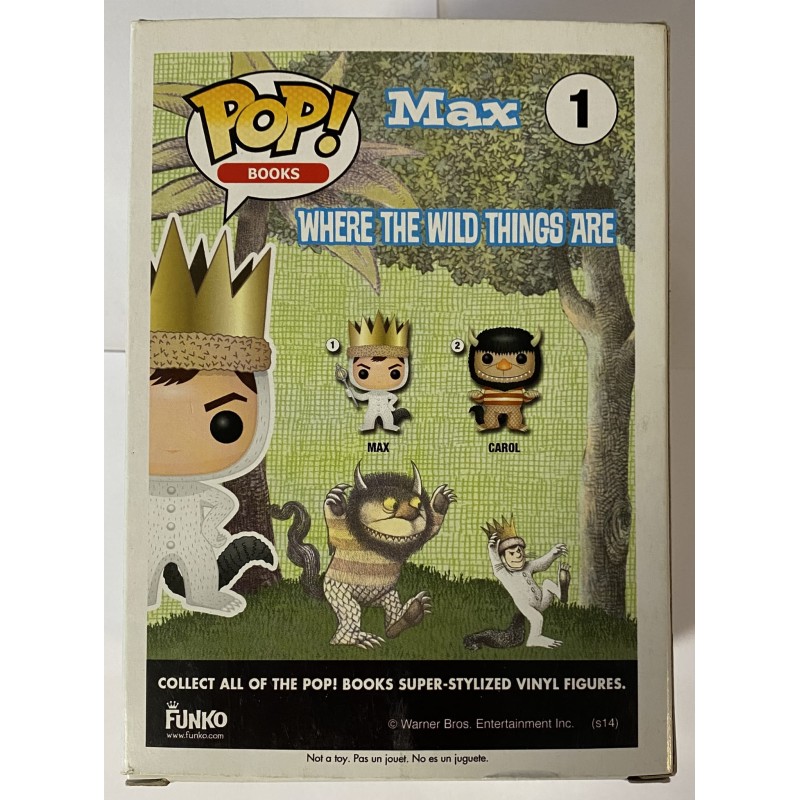 POP!
BOOKS
Max
1
WHERE THE WILD THINGS ARE
1
2
MAX
CAROL
COLLECT ALL OF THE POP! BOOKS SUPER-STYLIZED VINYL FIGURES.
FUNKO
www.funko.com
© Warner Bros. Entertainment Inc. (s14)
Not a toy. Pas un jouet. No es un juguete.